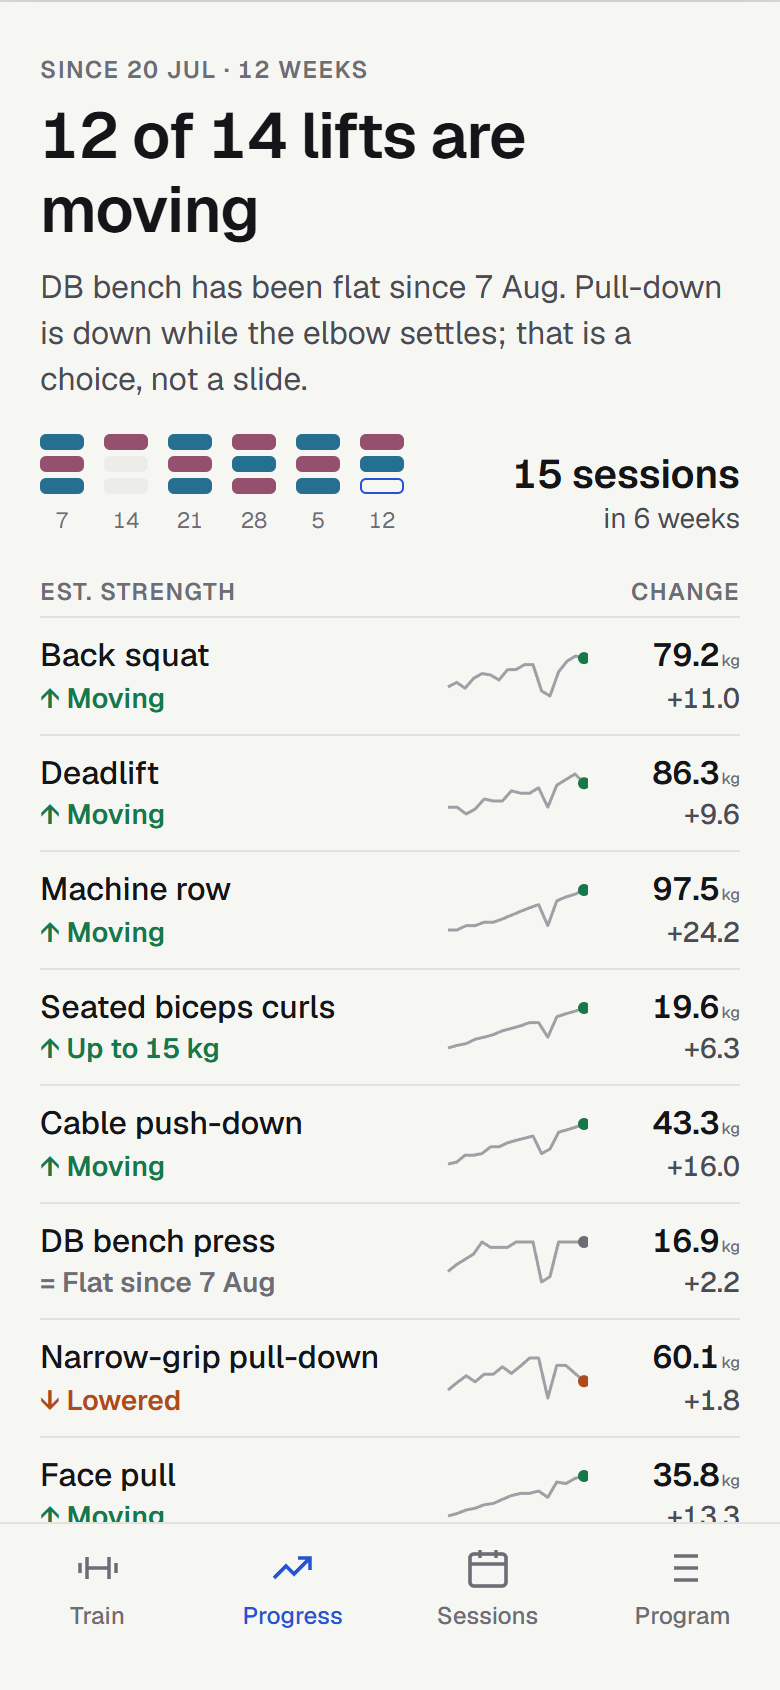 SINCE 20 JUL · 12 WEEKS
12 of 14 lifts are
moving
DB bench has been flat since 7 Aug. Pull-down
is down while the elbow settles; that is a
choice, not a slide.
15 sessions
in 6 weeks
7 14 21 28 5 12
EST. STRENGTH CHANGE
Back squat 79.2 kg
↑ Moving +11.0
Deadlift 86.3 kg
↑ Moving +9.6
Machine row 97.5 kg
↑ Moving +24.2
Seated biceps curls 19.6 kg
↑ Up to 15 kg +6.3
Cable push-down 43.3 kg
↑ Moving +16.0
DB bench press 16.9 kg
= Flat since 7 Aug +2.2
Narrow-grip pull-down 60.1 kg
↓ Lowered +1.8
Face pull 35.8 kg
↑ Moving +13.3
Train Progress Sessions Program